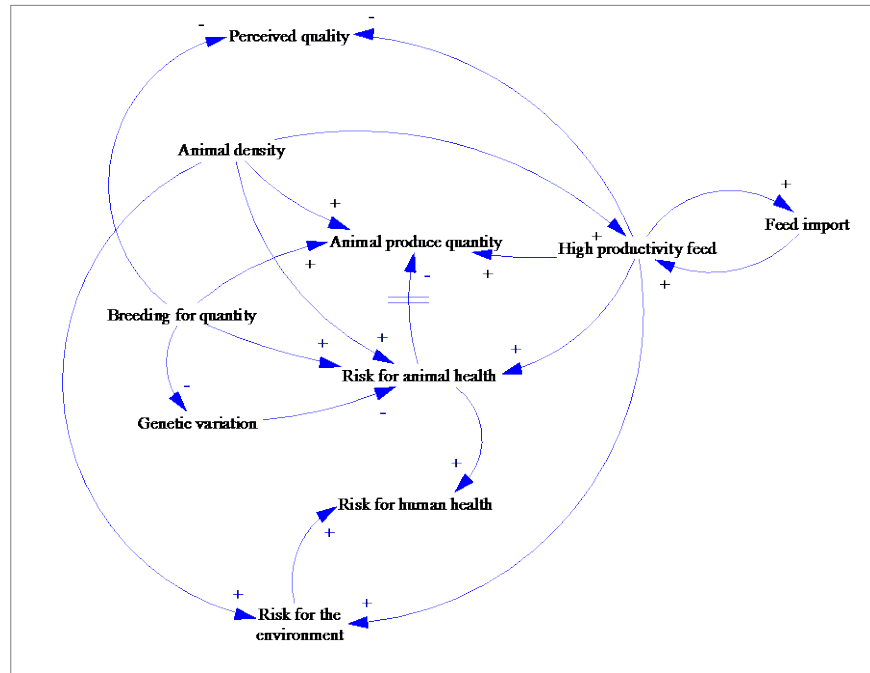 -
-
Perceived quality
Animal density
+
+
Feed import
Animal produce quantity
+
High productivity feed
+
-
+
+
Breeding for quantity
+
+
+
Risk for animal health
-
Genetic variation
-
+
Risk for human health
+
+
+
Risk for the
environment